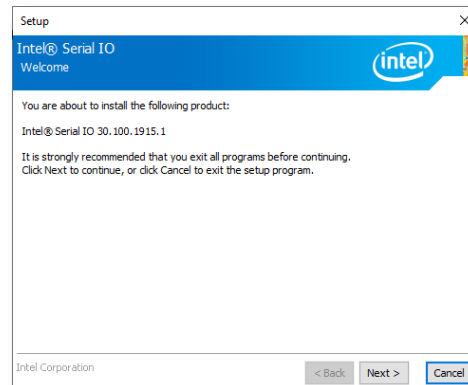 Setup
Intel® Serial IO
Welcome
intel
You are about to install the following product:
Intel® Serial IO 30.100.1915.1
It is strongly recommended that you exit all programs before continuing.
Click Next to continue, or click Cancel to exit the setup program.
Intel Corporation
< Back Next > Cancel